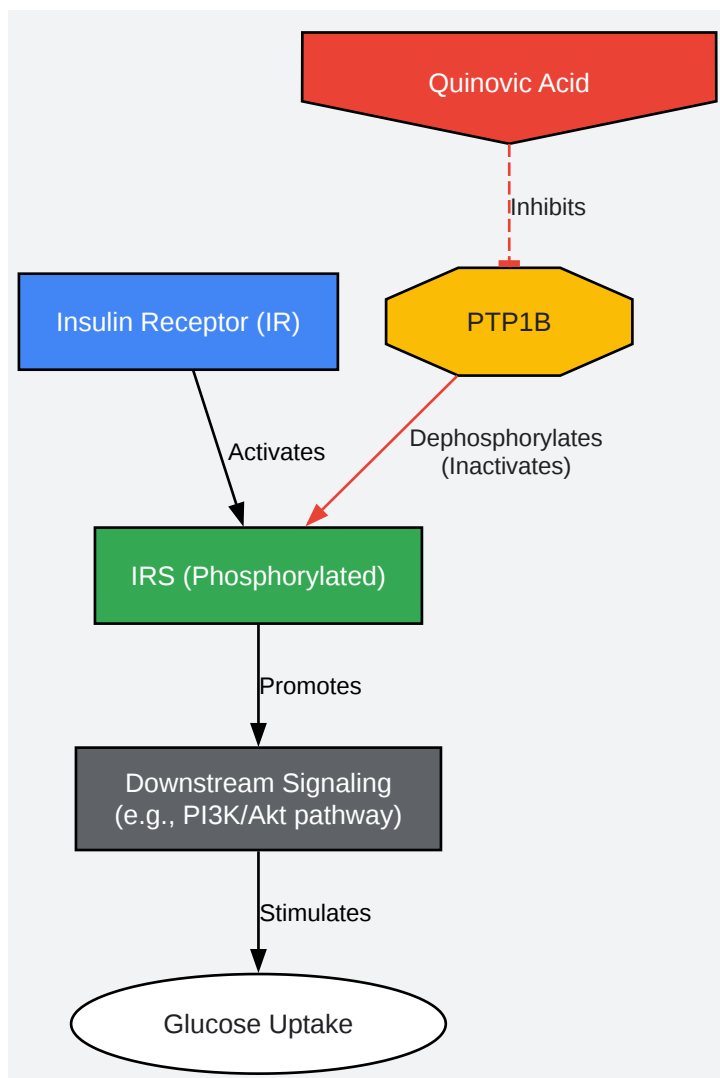 Quinovic Acid
Inhibits
Insulin Receptor (IR)
PTP1B
Activates
Dephosphorylates
(Inactivates)
IRS (Phosphorylated)
Promotes
Downstream Signaling
(e.g., PI3K/Akt pathway)
Stimulates
Glucose Uptake